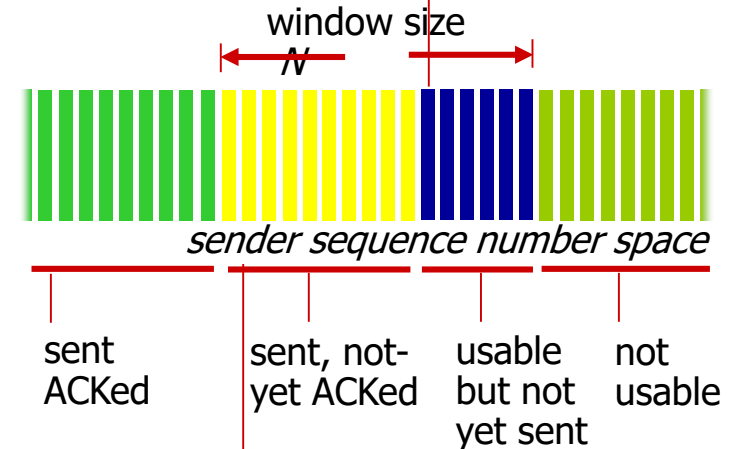 window size
N
sender sequence number space
sent
ACKed
sent, not-
yet ACKed
usable
but not
yet sent
not
usable